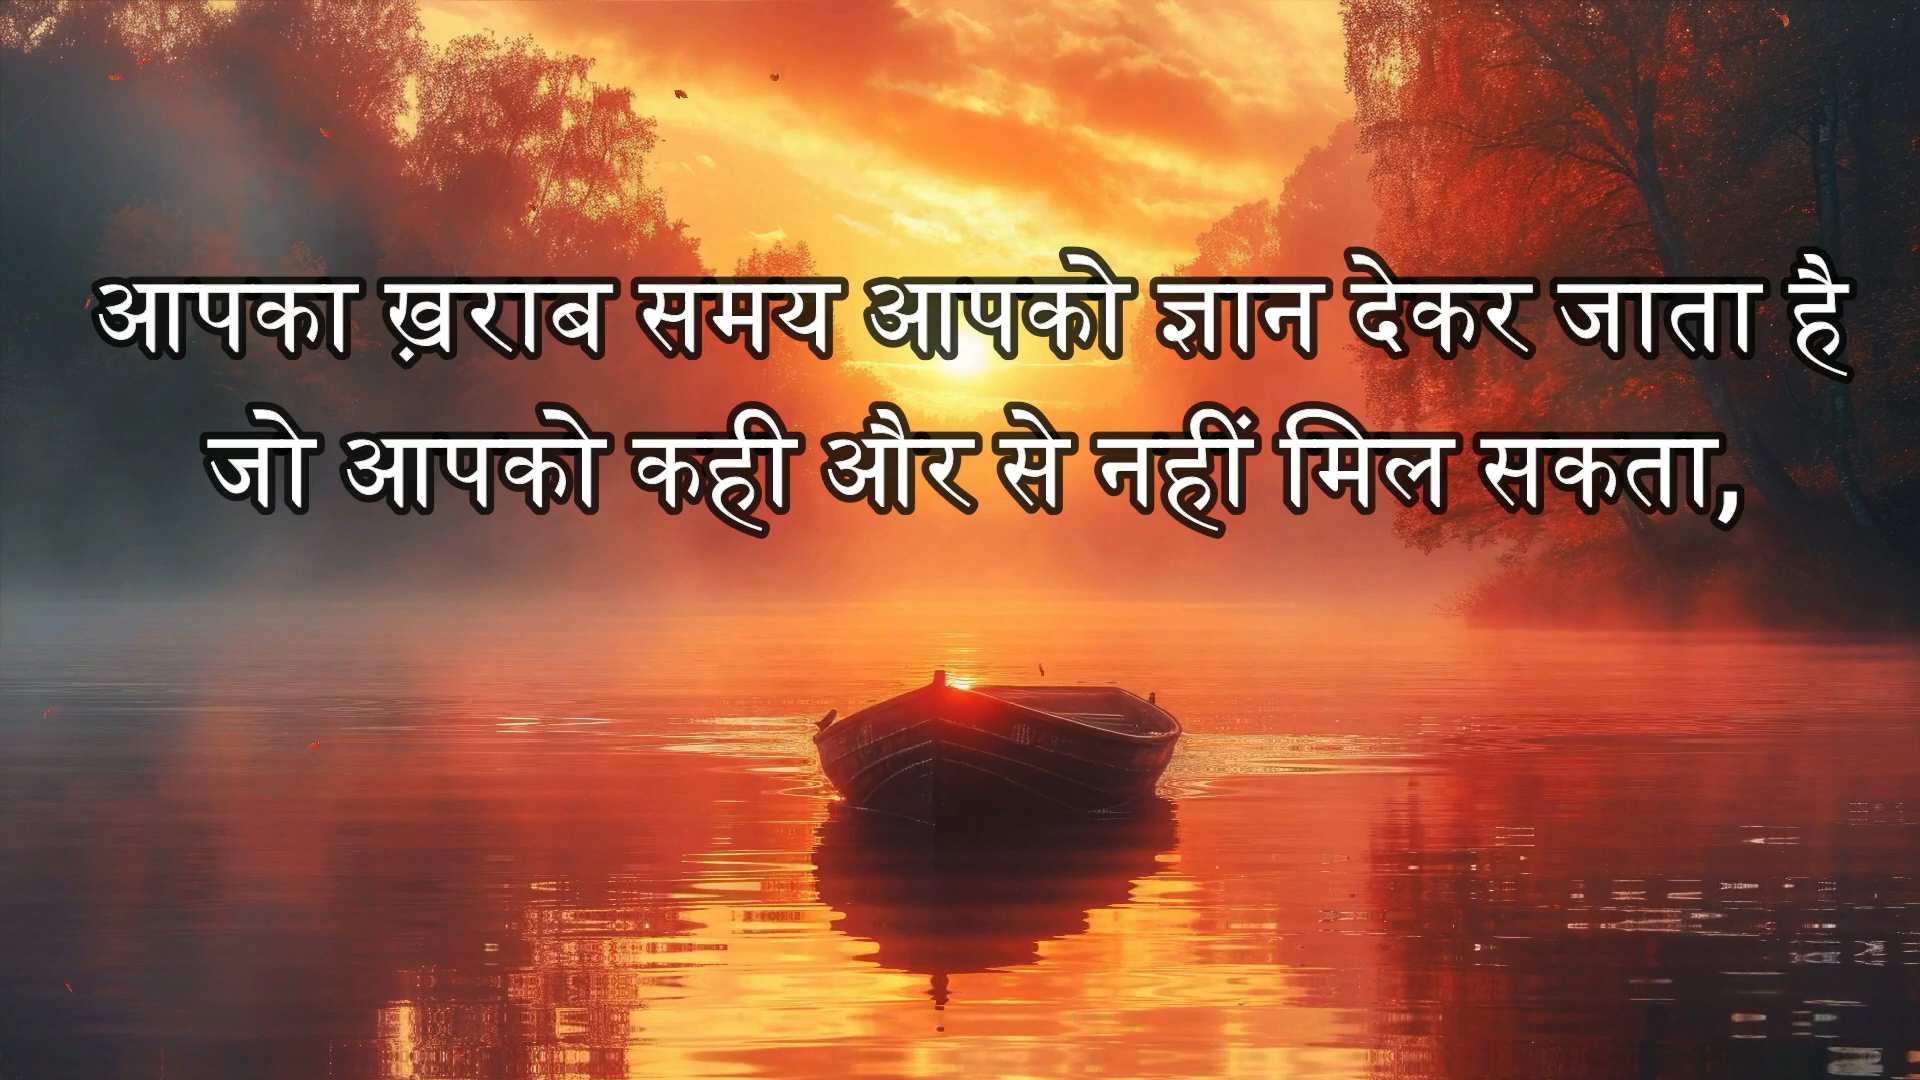 आपका ख़राब समय आपको ज्ञान देकर जाता है
जो आपको कही और से नहीं मिल सकता,